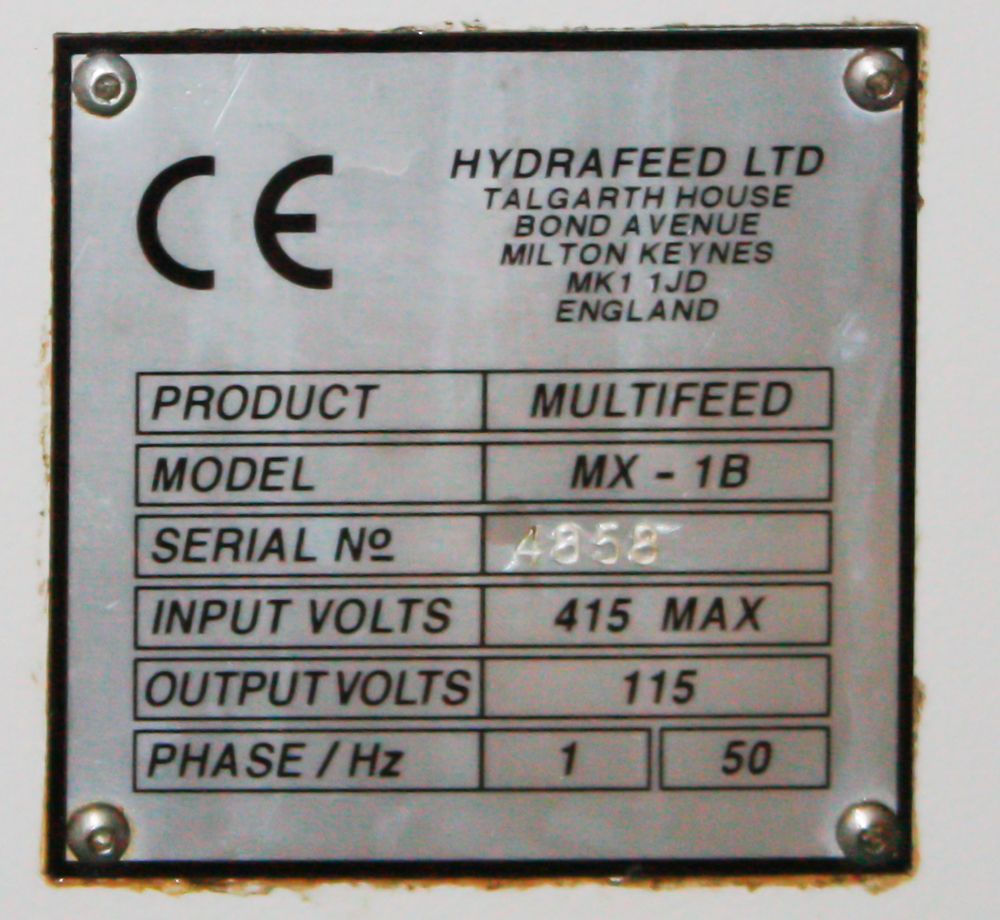 CE
HYDRAFEED LTD
TALGARTH HOUSE
BOND AVENUE
MILTON KEYNES
MK1 1JD
ENGLAND
PRODUCT MULTIFEED
MODEL MX - 1B
SERIAL Nº 4858
INPUT VOLTS 415 MAX
OUTPUT VOLTS 115
PHASE / Hz 1 50